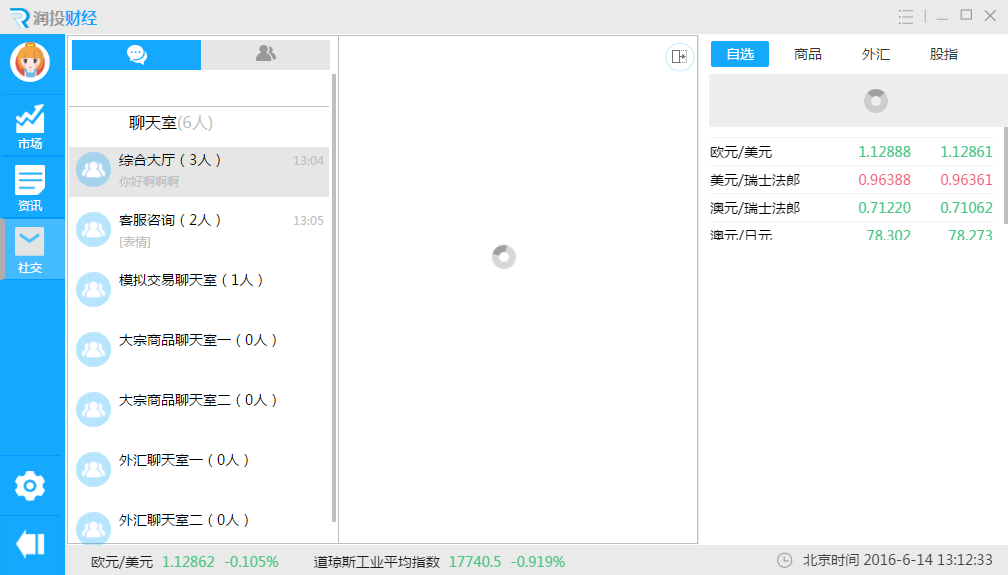 润投财经
市场
资讯
社交
聊天室(6人)
综合大厅（3人） 13:04
你好啊啊啊
客服咨询（2人） 13:05
[表情]
模拟交易聊天室（1人）
大宗商品聊天室一（0人）
大宗商品聊天室二（0人）
外汇聊天室一（0人）
外汇聊天室二（0人）
自选 商品 外汇 股指
欧元/美元 1.12888 1.12861
美元/瑞士法郎 0.96388 0.96361
澳元/瑞士法郎 0.71220 0.71062
澳元/日元 78.302 78.273
欧元/美元 1.12862 -0.105% 道琼斯工业平均指数 17740.5 -0.919% 北京时间 2016-6-14 13:12:33